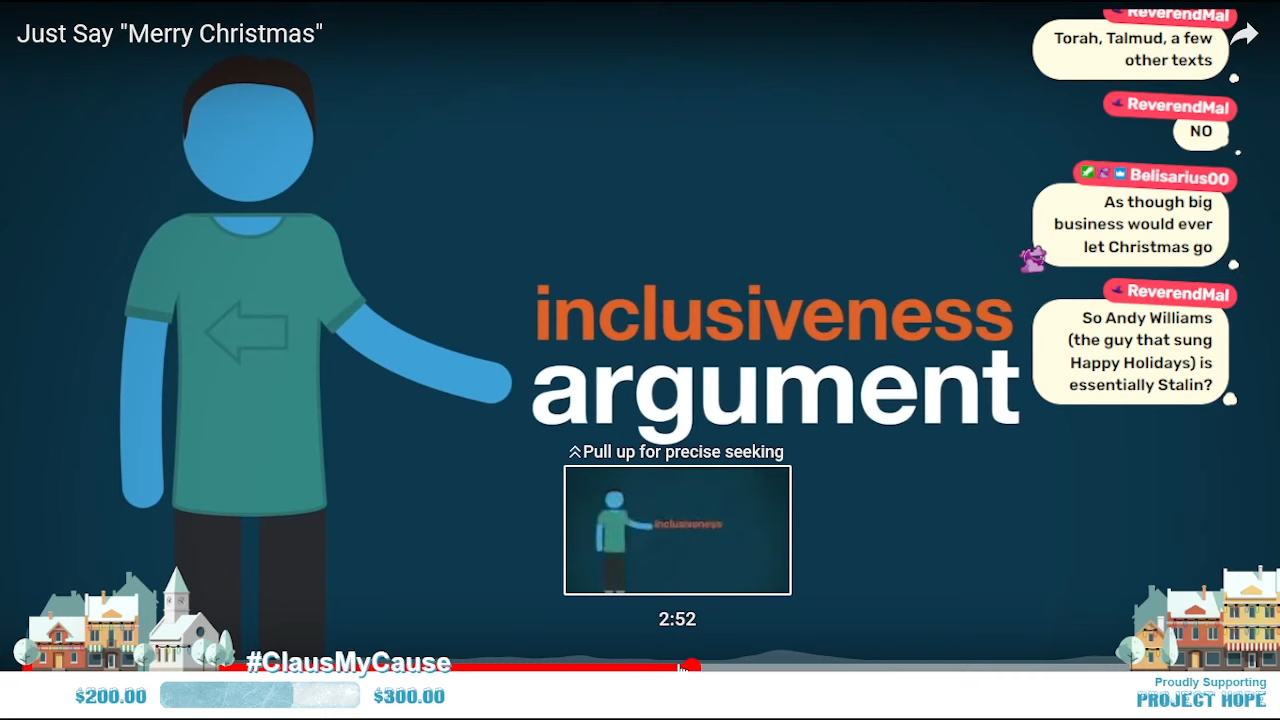 Just Say "Merry Christmas"
ReverendMal
Torah, Talmud, a few
other texts
ReverendMal
NO
Belisarius00
As though big
business would ever
let Christmas go
ReverendMal
So Andy Williams
(the guy that sung
Happy Holidays) is
essentially Stalin?
inclusiveness
argument
Pull up for precise seeking
inclusiveness
2:52
#ClausMyCause
$200.00
$300.00
Proudly Supporting
PROJECT HOPE